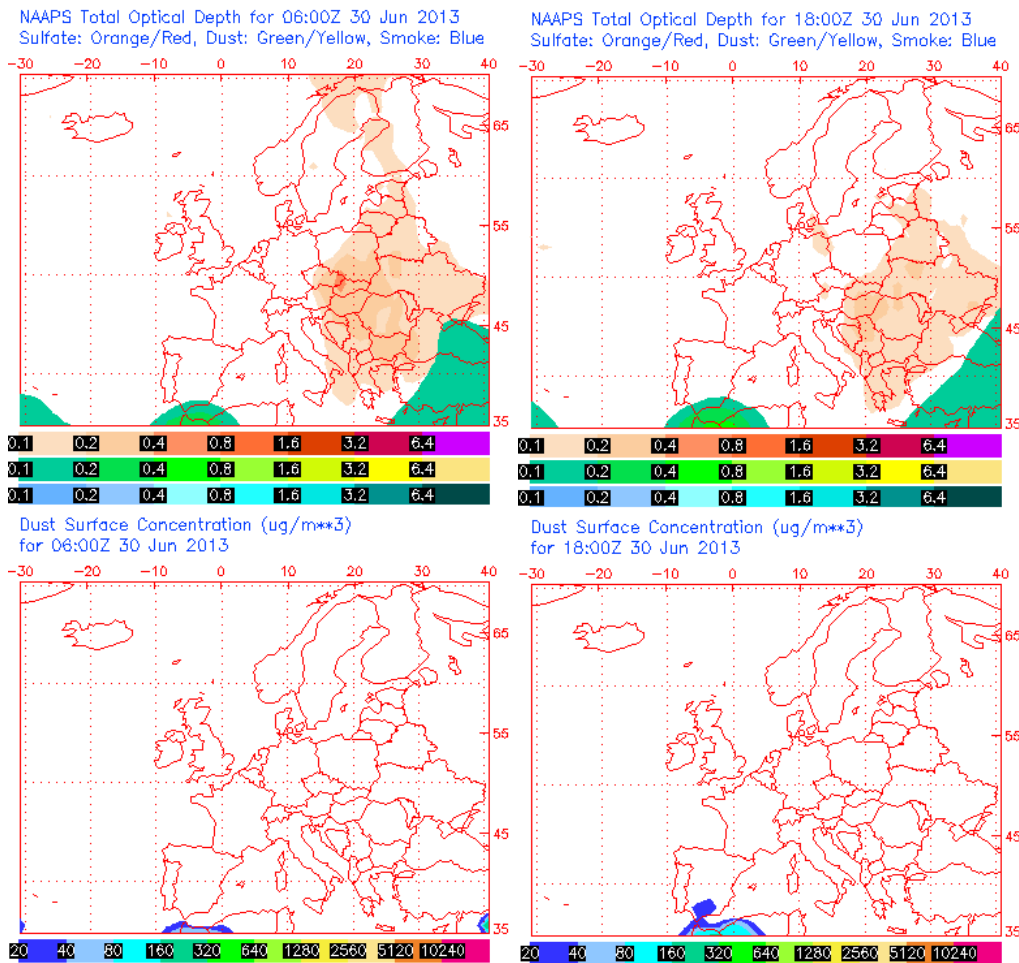 NAAPS Total Optical Depth for 06:00Z 30 Jun 2013
Sulfate: Orange/Red, Dust: Green/Yellow, Smoke: Blue
-30 -20 -10 0 10 20 30 40
65
55
45
35
0.1 0.2 0.4 0.8 1.6 3.2 6.4
0.1 0.2 0.4 0.8 1.6 3.2 6.4
0.1 0.2 0.4 0.8 1.6 3.2 6.4
NAAPS Total Optical Depth for 18:00Z 30 Jun 2013
Sulfate: Orange/Red, Dust: Green/Yellow, Smoke: Blue
-30 -20 -10 0 10 20 30 40
65
55
45
35
0.1 0.2 0.4 0.8 1.6 3.2 6.4
0.1 0.2 0.4 0.8 1.6 3.2 6.4
0.1 0.2 0.4 0.8 1.6 3.2 6.4
Dust Surface Concentration (ug/m**3)
for 06:00Z 30 Jun 2013
-30 -20 -10 0 10 20 30 40
65
55
45
35
20 40 80 160 320 640 1280 2560 5120 10240
Dust Surface Concentration (ug/m**3)
for 18:00Z 30 Jun 2013
-30 -20 -10 0 10 20 30 40
65
55
45
35
20 40 80 160 320 640 1280 2560 5120 10240